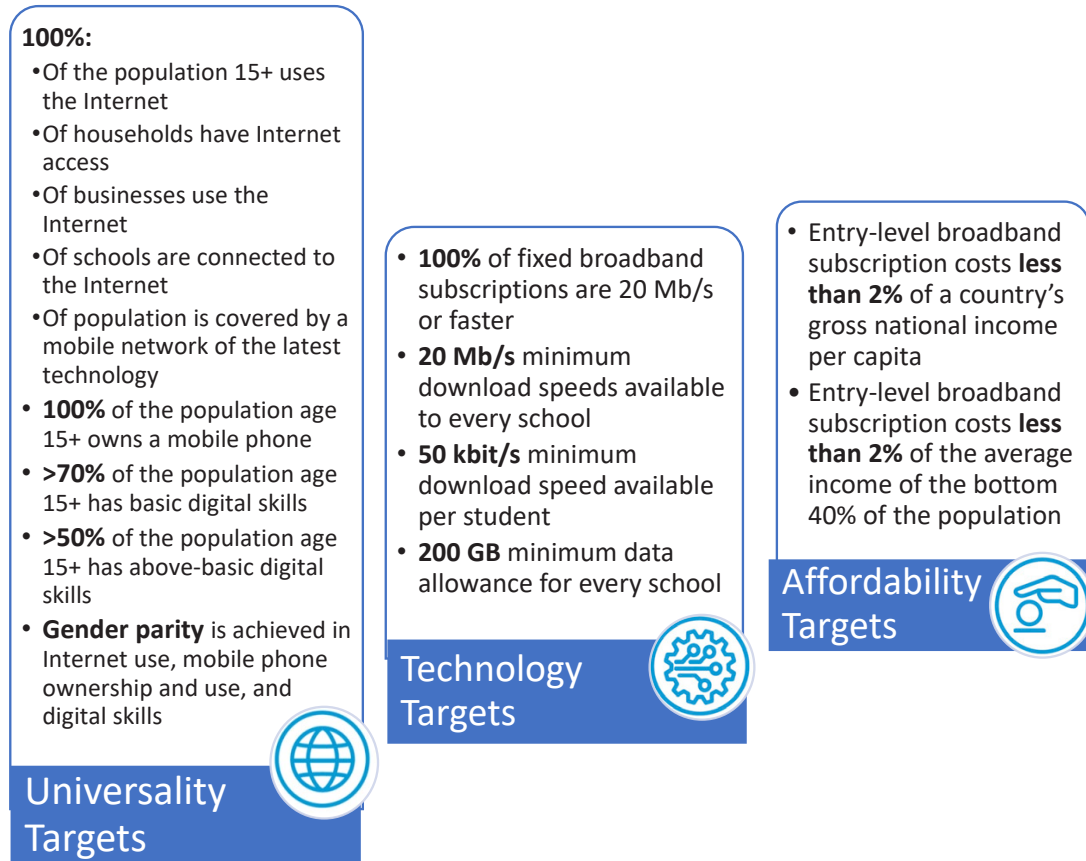 100%:
•Of the population 15+ uses
the Internet
•Of households have Internet
access
•Of businesses use the
Internet
•Of schools are connected to
the Internet
•Of population is covered by a
mobile network of the latest
technology
• 100% of the population age
15+ owns a mobile phone
• >70% of the population age
15+ has basic digital skills
• >50% of the population age
15+ has above-basic digital
skills
• Gender parity is achieved in
Internet use, mobile phone
ownership and use, and
digital skills
Universality
Targets
• 100% of fixed broadband
subscriptions are 20 Mb/s
or faster
• 20 Mb/s minimum
download speeds available
to every school
• 50 kbit/s minimum
download speed available
per student
• 200 GB minimum data
allowance for every school
Technology
Targets
• Entry-level broadband
subscription costs less
than 2% of a country’s
gross national income
per capita
• Entry-level broadband
subscription costs less
than 2% of the average
income of the bottom
40% of the population
Affordability
Targets